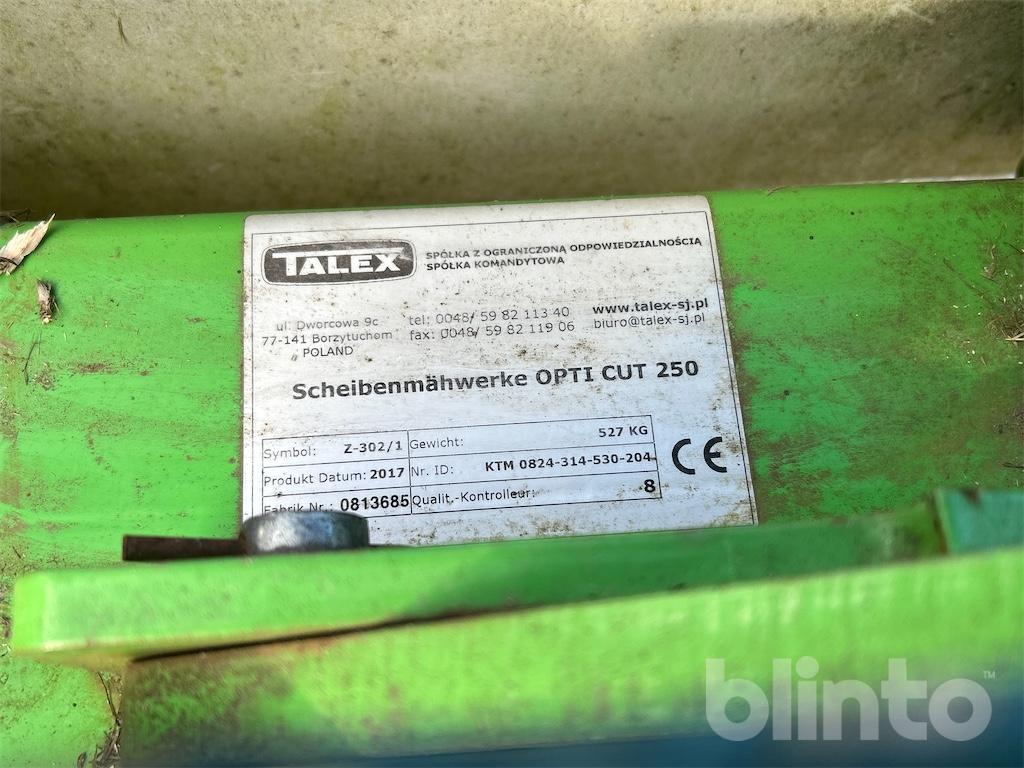 TALEX
SPÓŁKA Z OGRANICZONĄ ODPOWIEDZIALNOŚCIĄ
SPÓŁKA KOMANDYTOWA
ul. Dworcowa 9c
77-141 Borzytuchom
POLAND
tel: 0048/ 59 82 113 40
fax: 0048/ 59 82 119 06
www.talex-sj.pl
biuro@talex-sj.pl
Scheibenmähwerke OPTI CUT 250
Symbol: Z-302/1 Gewicht: 527 KG
Produkt Datum: 2017 Nr. ID: KTM 0824-314-530-204
Fabrik Nr.: 0813685 Qualit.-Kontrolleur: 8
CE
blinto™